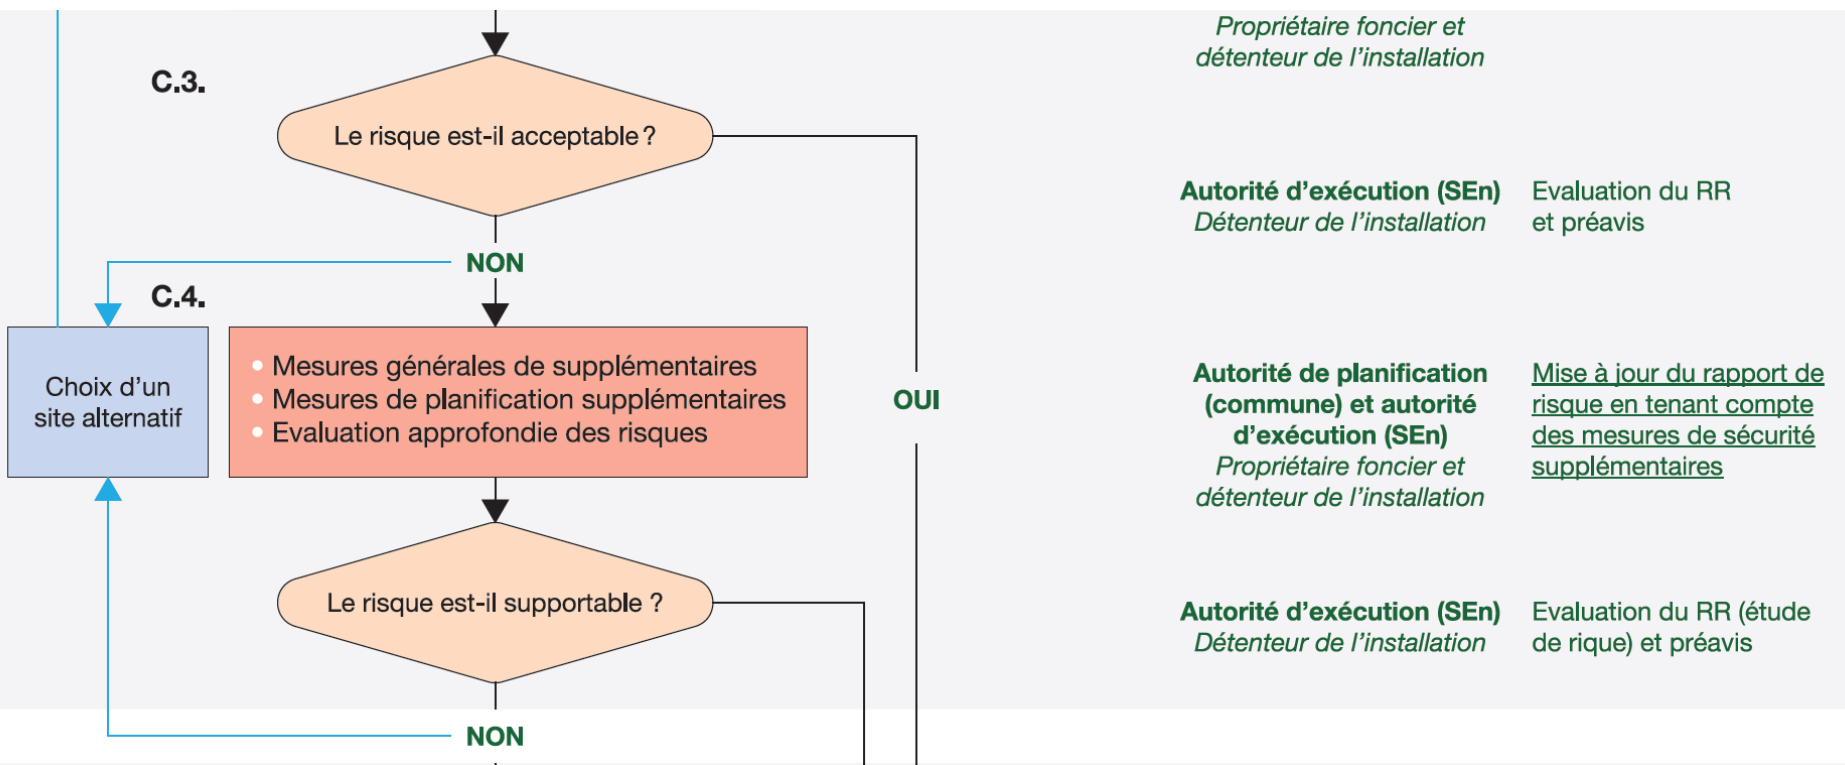 Propriétaire foncier et
détenteur de l'installation
C.3.
Le risque est-il acceptable ?
Autorité d'exécution (SEn)
Détenteur de l'installation
Evaluation du RR
et préavis
NON
C.4.
Choix d'un
site alternatif
• Mesures générales de supplémentaires
• Mesures de planification supplémentaires
• Evaluation approfondie des risques
OUI
Autorité de planification
(commune) et autorité
d'exécution (SEn)
Propriétaire foncier et
détenteur de l'installation
Mise à jour du rapport de
risque en tenant compte
des mesures de sécurité
supplémentaires
Le risque est-il supportable ?
Autorité d'exécution (SEn)
Détenteur de l'installation
Evaluation du RR (étude
de rique) et préavis
NON